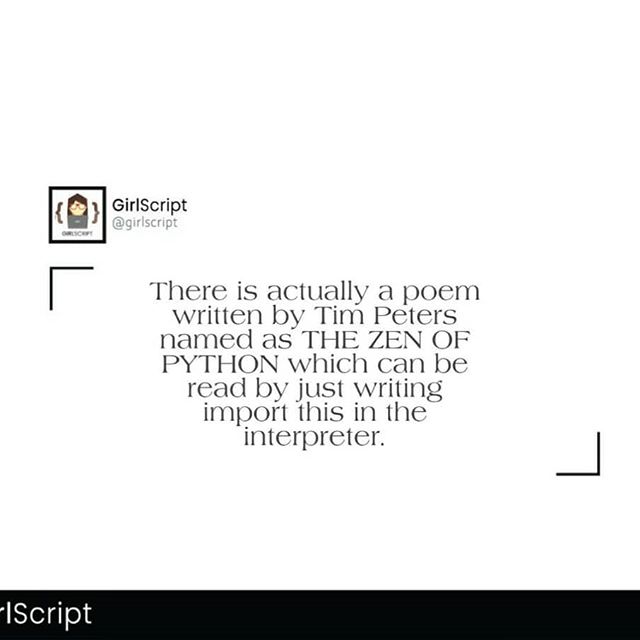 GirlScript
@girlscript
GIRLSCRIPT
There is actually a poem
written by Tim Peters
named as THE ZEN OF
PYTHON which can be
read by just writing
import this in the
interpreter.
rlScript